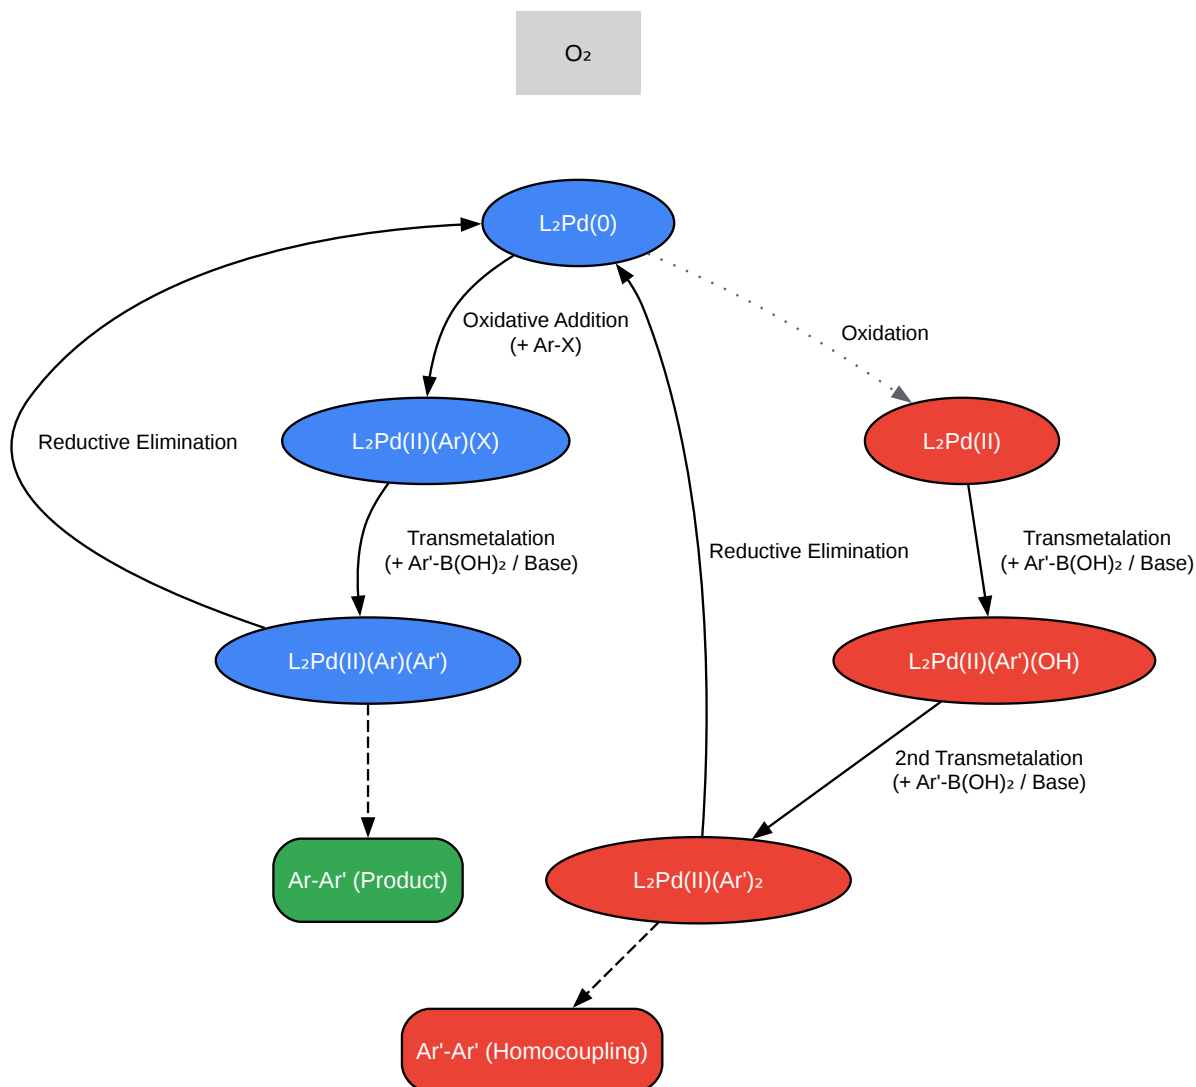 O₂
L₂Pd(0)
Oxidative Addition
(+ Ar-X)
Oxidation
Reductive Elimination
L₂Pd(II)(Ar)(X)
L₂Pd(II)
Transmetalation
(+ Ar'-B(OH)₂ / Base)
Reductive Elimination
Transmetalation
(+ Ar'-B(OH)₂ / Base)
L₂Pd(II)(Ar)(Ar')
L₂Pd(II)(Ar')(OH)
2nd Transmetalation
(+ Ar'-B(OH)₂ / Base)
Ar-Ar' (Product)
L₂Pd(II)(Ar')₂
Ar'-Ar' (Homocoupling)